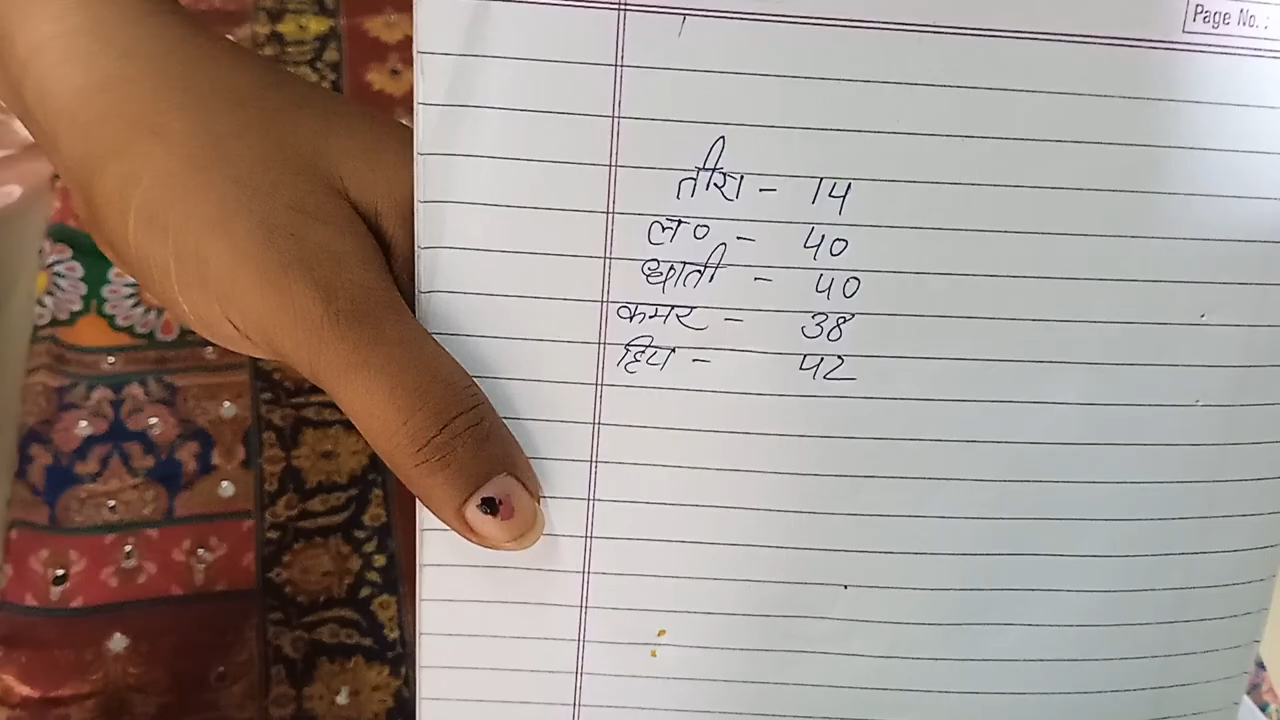 Page No. :
तीरा - 14
ल० - 40
छाती - 40
कमर - 38
हिप - 42